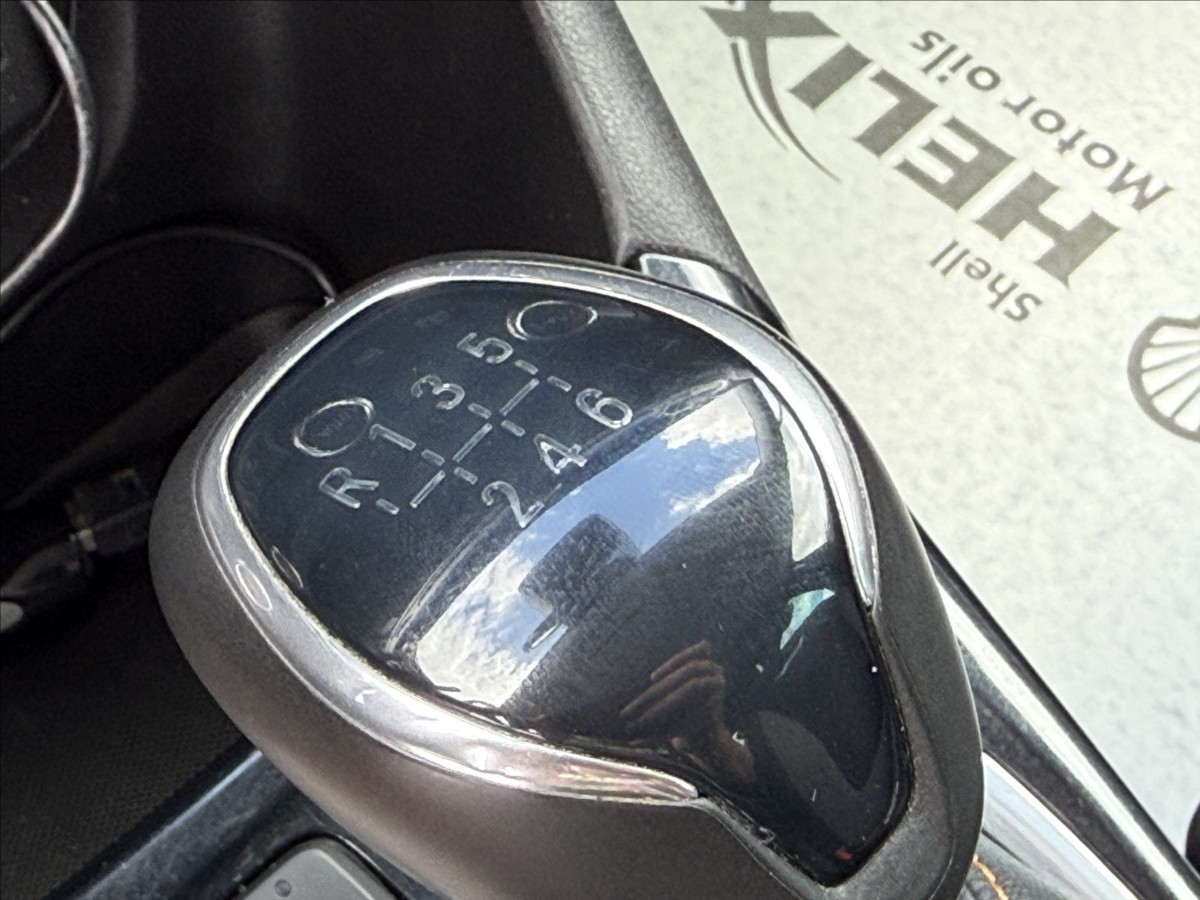 R 1 3 5
2 4 6
Shell
HELIX
Motor oils